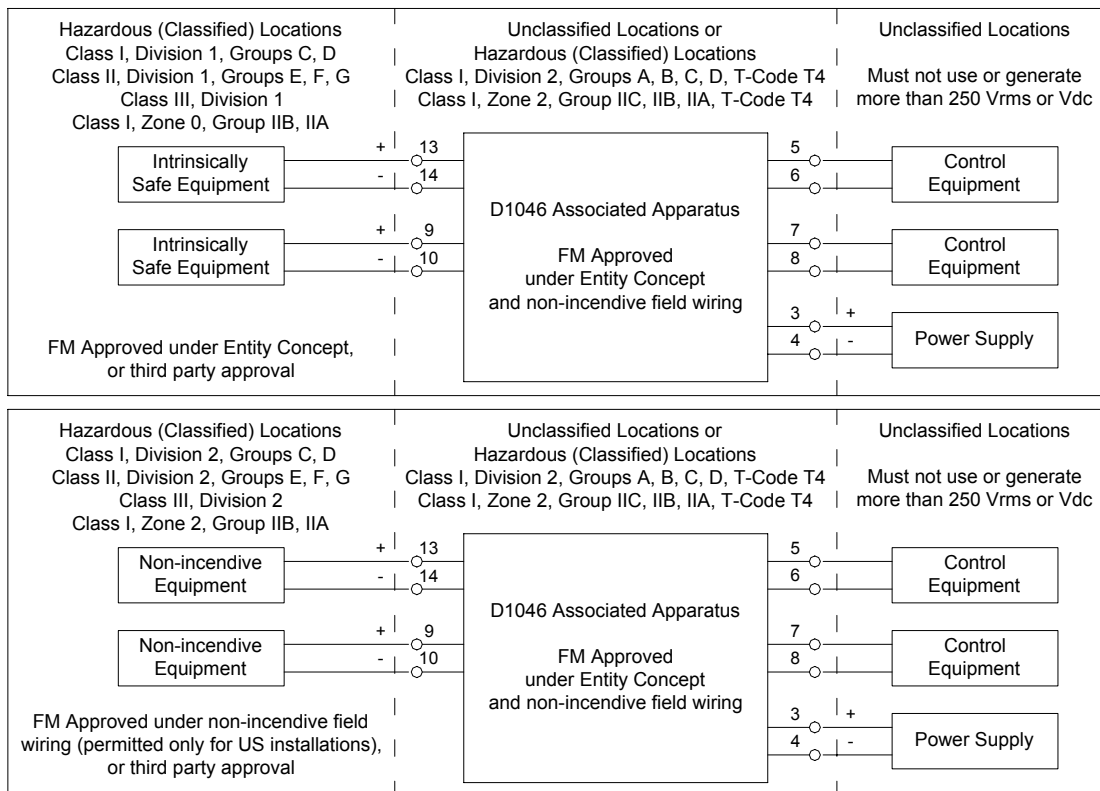 Hazardous (Classified) Locations
Class I, Division 1, Groups C, D
Class II, Division 1, Groups E, F, G
Class III, Division 1
Class I, Zone 0, Group IIB, IIA
Unclassified Locations or
Hazardous (Classified) Locations
Class I, Division 2, Groups A, B, C, D, T-Code T4
Class I, Zone 2, Group IIC, IIB, IIA, T-Code T4
Unclassified Locations
Must not use or generate
more than 250 Vrms or Vdc
Intrinsically
Safe Equipment
+ 13
- 14
Intrinsically
Safe Equipment
+ 9
- 10
FM Approved under Entity Concept,
or third party approval
D1046 Associated Apparatus
FM Approved
under Entity Concept
and non-incendive field wiring
5
6
Control
Equipment
7
8
Control
Equipment
3 +
4 -
Power Supply
Hazardous (Classified) Locations
Class I, Division 2, Groups C, D
Class II, Division 2, Groups E, F, G
Class III, Division 2
Class I, Zone 2, Group IIB, IIA
Unclassified Locations or
Hazardous (Classified) Locations
Class I, Division 2, Groups A, B, C, D, T-Code T4
Class I, Zone 2, Group IIC, IIB, IIA, T-Code T4
Unclassified Locations
Must not use or generate
more than 250 Vrms or Vdc
Non-incendive
Equipment
+ 13
- 14
Non-incendive
Equipment
+ 9
- 10
FM Approved under non-incendive field
wiring (permitted only for US installations),
or third party approval
D1046 Associated Apparatus
FM Approved
under Entity Concept
and non-incendive field wiring
5
6
Control
Equipment
7
8
Control
Equipment
3 +
4 -
Power Supply